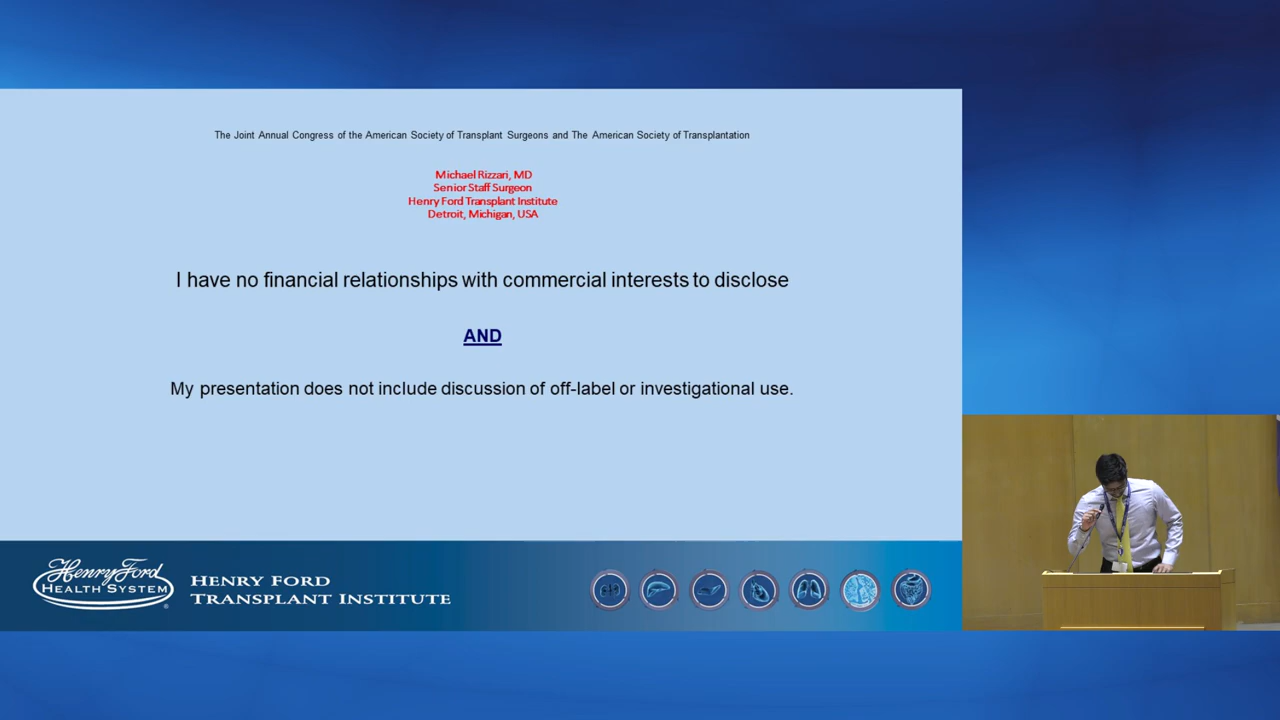 The Joint Annual Congress of the American Society of Transplant Surgeons and The American Society of Transplantation
Michael Rizzari, MD
Senior Staff Surgeon
Henry Ford Transplant Institute
Detroit, Michigan, USA
I have no financial relationships with commercial interests to disclose
AND
My presentation does not include discussion of off-label or investigational use.
Henry Ford
HEALTH SYSTEM
®
HENRY FORD
TRANSPLANT INSTITUTE